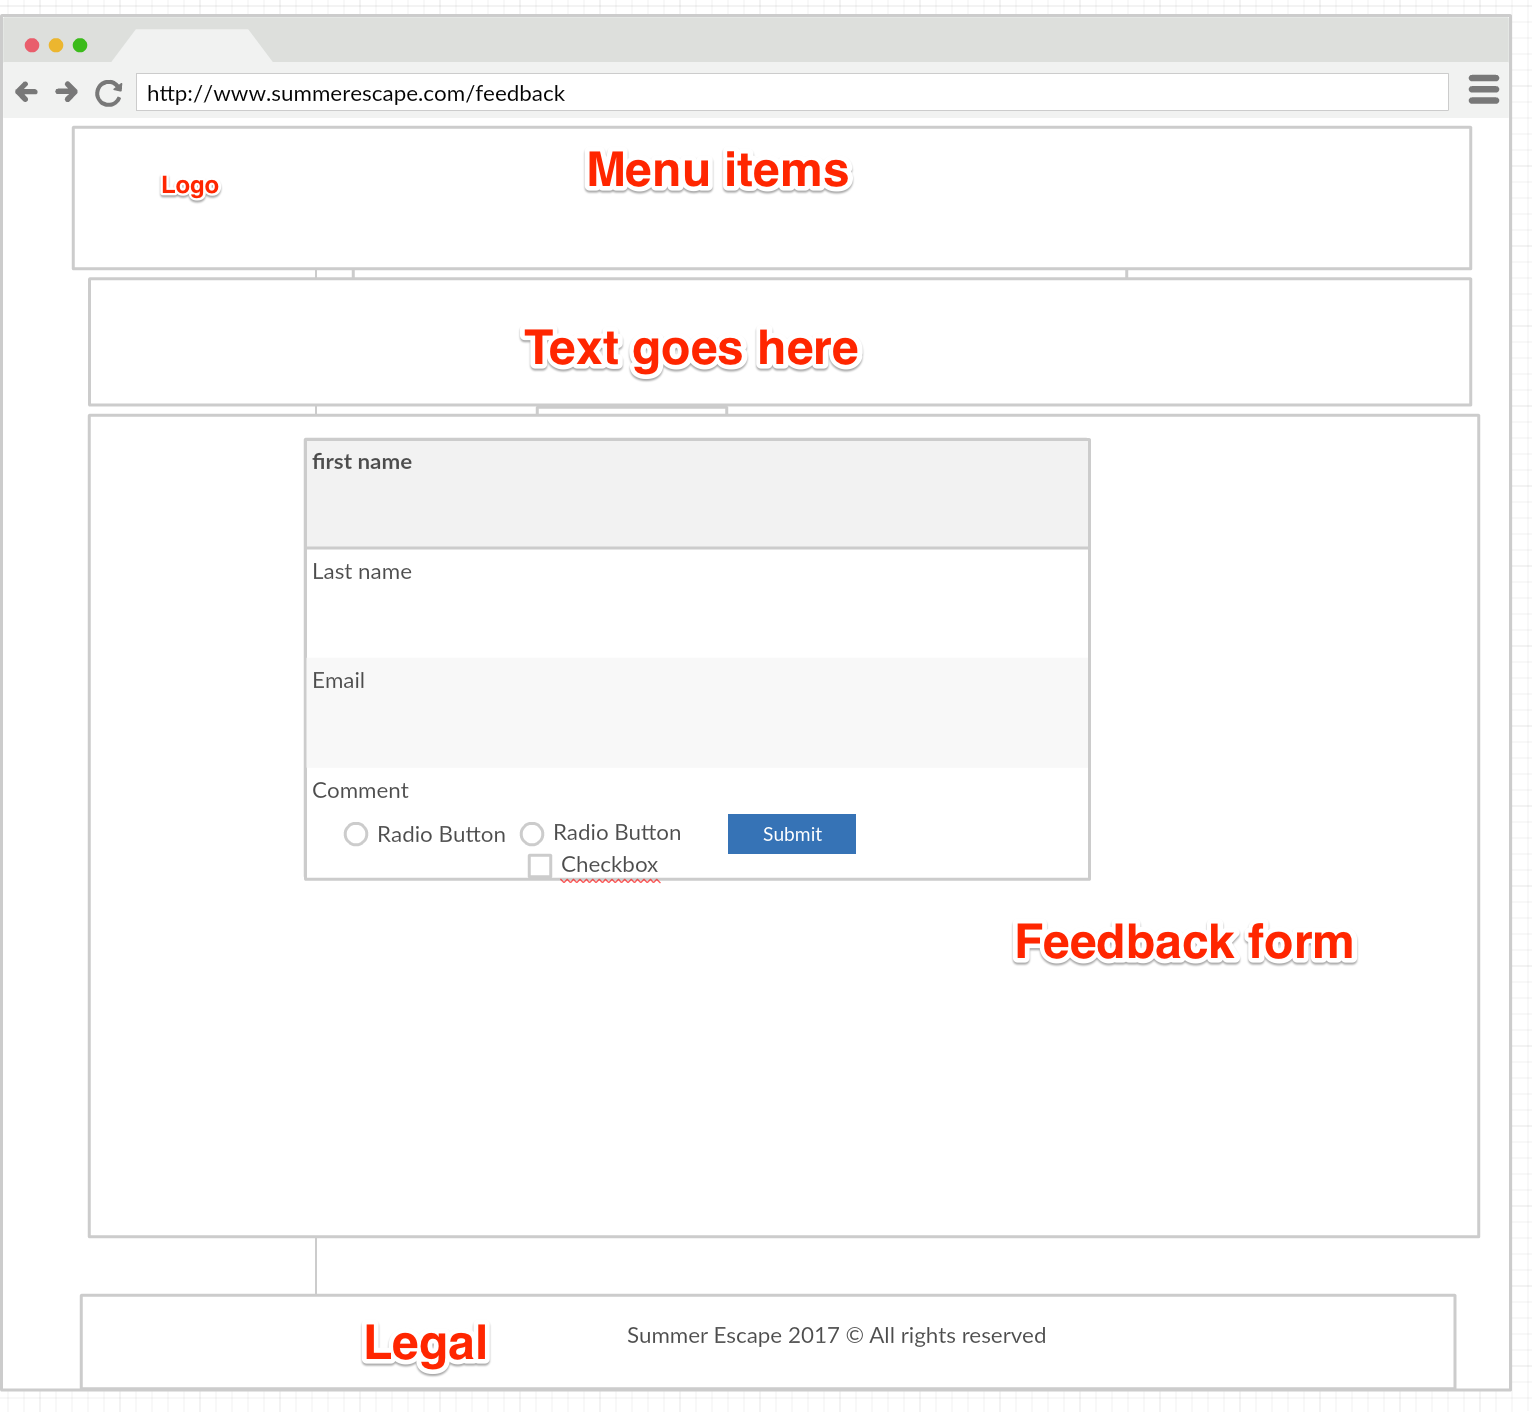 http://www.summerescape.com/feedback
Menu items
Logo
Text goes here
first name
Last name
Email
Comment
Radio Button Radio Button Submit
Checkbox
Feedback form
Legal Summer Escape 2017 © All rights reserved